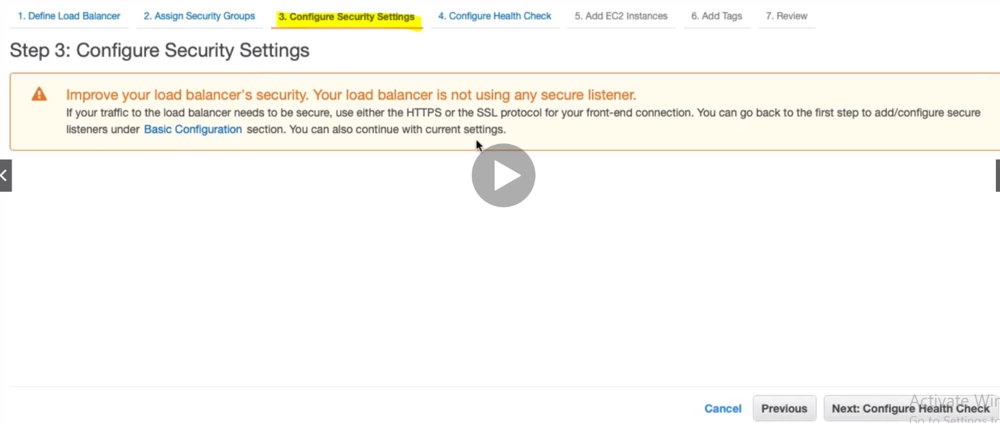 1. Define Load Balancer 2. Assign Security Groups 3. Configure Security Settings 4. Configure Health Check 5. Add EC2 Instances 6. Add Tags 7. Review
Step 3: Configure Security Settings
Improve your load balancer's security. Your load balancer is not using any secure listener.
If your traffic to the load balancer needs to be secure, use either the HTTPS or the SSL protocol for your front-end connection. You can go back to the first step to add/configure secure
listeners under Basic Configuration section. You can also continue with current settings.
Activate Win
Cancel Previous Next: Configure Health Check
Go to Settings to